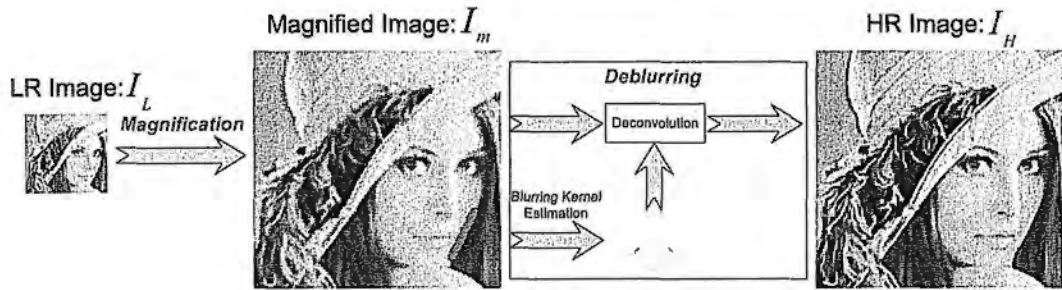 Magnified Image: I_m
HR Image: I_H
LR Image: I_L
Magnification
Deblurring
Deconvolution
Blurring Kernel
Estimation